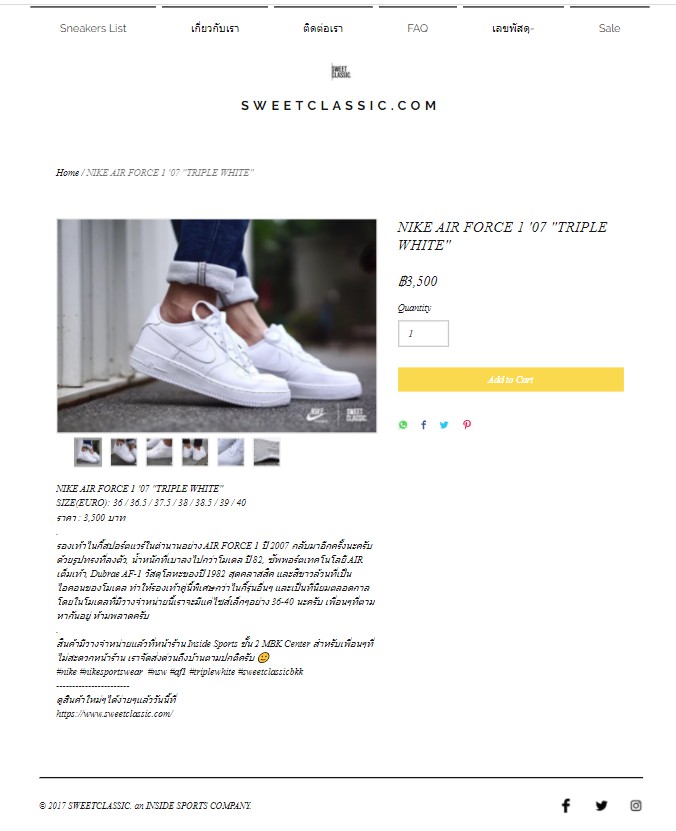 Sneakers List
เกี่ยวกับเรา
ติดต่อเรา
FAQ
เลขพัสดุ-
Sale
SWEET
CLASSIC.
SWEETCLASSIC.COM
Home / NIKE AIR FORCE 1 '07 "TRIPLE WHITE"
NIKE AIR FORCE 1 '07 "TRIPLE
WHITE"
฿3,500
Quantity
1
Add to Cart
NIKE
SWEET
CLASSIC.
NIKE AIR FORCE 1 '07 "TRIPLE WHITE"
SIZE(EURO): 36 / 36.5 / 37.5 / 38 / 38.5 / 39 / 40
ราคา : 3,500 บาท
.
รองเท้าไนกี้สปอร์ตแวร์ในตำนานอย่าง AIR FORCE 1 ปี 2007 กลับมาอีกครั้งนะครับ
ด้วยรูปทรงที่ลงตัว, น้ำหนักที่เบาลงไปกว่าโมเดล ปี 82, ซัพพอร์ตเทคโนโลยี AIR
เต็มเท้า, Dubrae AF-1 วัสดุโลหะของปี 1982 สุดคลาสสิค และสีขาวล้วนที่เป็น
ไอคอนของโมเดล ทำให้รองเท้าคู่นี้พิเศษกว่าไนกี้รุ่นอื่นๆ และเป็นที่นิยมตลอดกาล
โดยในโมเดลที่มีวางจำหน่ายนี้เราจะมีแค่ไซส์เล็กๆอย่าง 36-40 นะครับ เพื่อนๆที่ตาม
หากันอยู่ ห้ามพลาดครับ
.
สินค้ามีวางจำหน่ายแล้วที่หน้าร้าน Inside Sports ชั้น 2 MBK Center สำหรับเพื่อนๆที่
ไม่สะดวกหน้าร้าน เราจัดส่งด่วนถึงบ้านตามปกติครับ 🙂
#nike #nikesportswear #nsw #af1 #triplewhite #sweetclassicbkk
-----------------------
ดูสินค้าใหม่ๆได้ง่ายๆแล้ววันนี้ที่
https://www.sweetclassic.com/
© 2017 SWEETCLASSIC. an INSIDE SPORTS COMPANY.